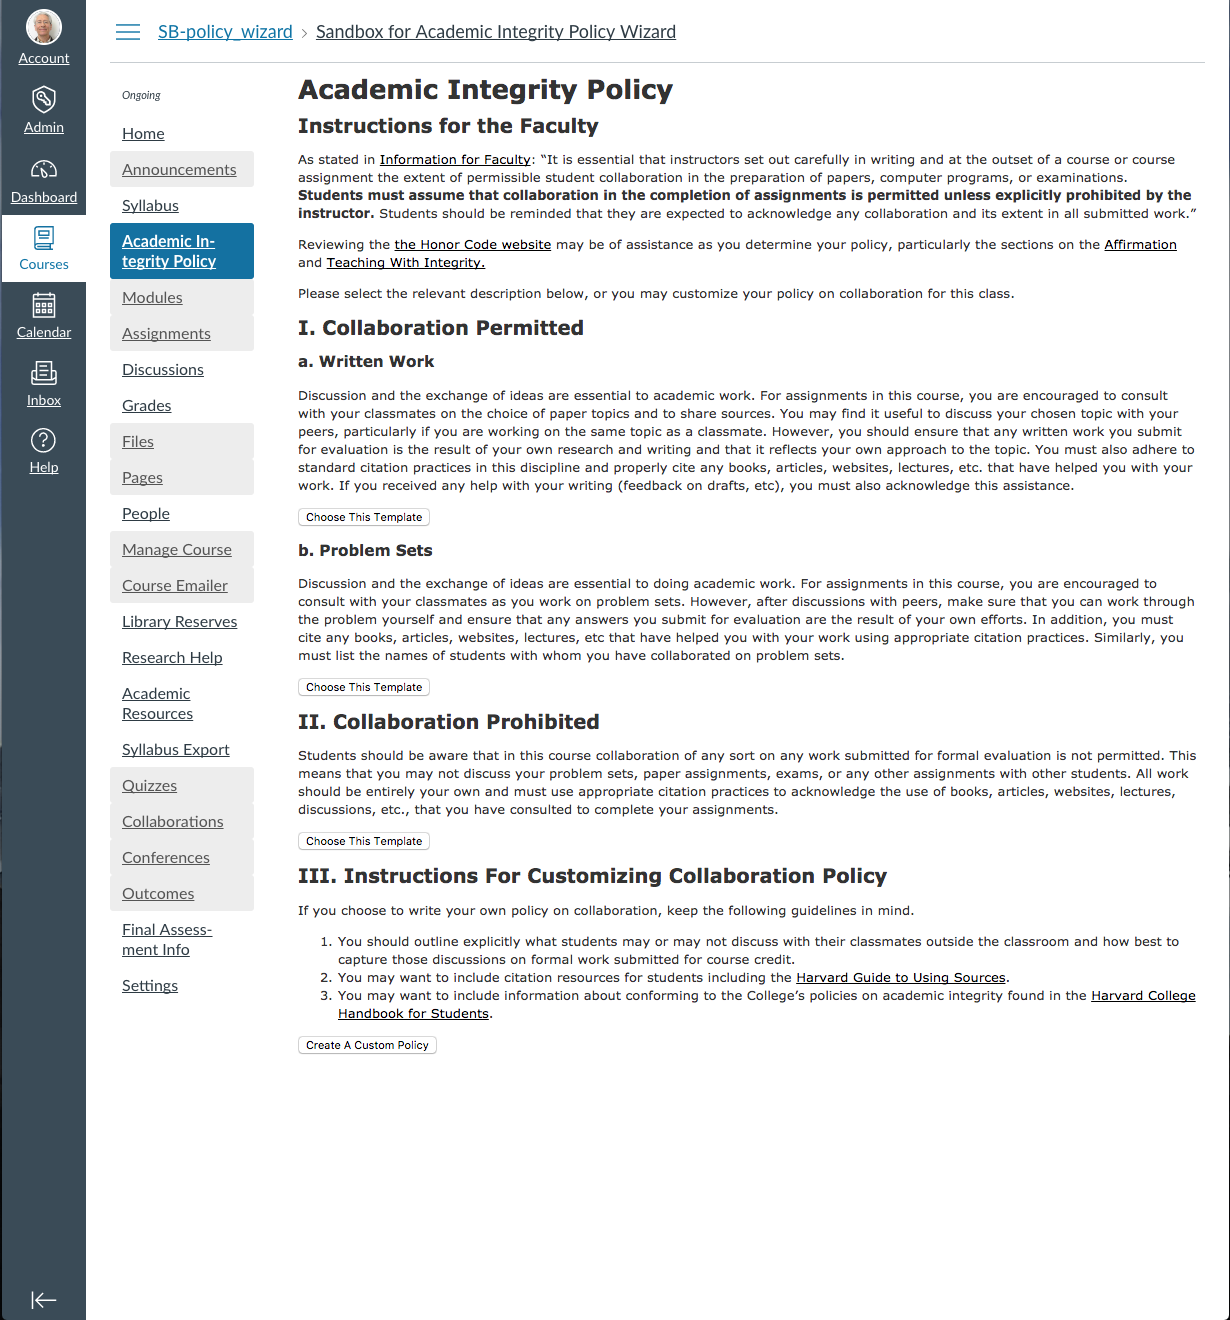 Account
Admin
Dashboard
Courses
Calendar
Inbox
Help
SB-policy_wizard > Sandbox for Academic Integrity Policy Wizard
Ongoing
Home
Announcements
Syllabus
Academic In-
tegrity Policy
Modules
Assignments
Discussions
Grades
Files
Pages
People
Manage Course
Course Emailer
Library Reserves
Research Help
Academic
Resources
Syllabus Export
Quizzes
Collaborations
Conferences
Outcomes
Final Assess-
ment Info
Settings
Academic Integrity Policy
Instructions for the Faculty
As stated in Information for Faculty: “It is essential that instructors set out carefully in writing and at the outset of a course or course
assignment the extent of permissible student collaboration in the preparation of papers, computer programs, or examinations.
Students must assume that collaboration in the completion of assignments is permitted unless explicitly prohibited by the
instructor. Students should be reminded that they are expected to acknowledge any collaboration and its extent in all submitted work.”
Reviewing the the Honor Code website may be of assistance as you determine your policy, particularly the sections on the Affirmation
and Teaching With Integrity.
Please select the relevant description below, or you may customize your policy on collaboration for this class.
I. Collaboration Permitted
a. Written Work
Discussion and the exchange of ideas are essential to academic work. For assignments in this course, you are encouraged to consult
with your classmates on the choice of paper topics and to share sources. You may find it useful to discuss your chosen topic with your
peers, particularly if you are working on the same topic as a classmate. However, you should ensure that any written work you submit
for evaluation is the result of your own research and writing and that it reflects your own approach to the topic. You must also adhere to
standard citation practices in this discipline and properly cite any books, articles, websites, lectures, etc. that have helped you with your
work. If you received any help with your writing (feedback on drafts, etc), you must also acknowledge this assistance.
Choose This Template
b. Problem Sets
Discussion and the exchange of ideas are essential to doing academic work. For assignments in this course, you are encouraged to
consult with your classmates as you work on problem sets. However, after discussions with peers, make sure that you can work through
the problem yourself and ensure that any answers you submit for evaluation are the result of your own efforts. In addition, you must
cite any books, articles, websites, lectures, etc that have helped you with your work using appropriate citation practices. Similarly, you
must list the names of students with whom you have collaborated on problem sets.
Choose This Template
II. Collaboration Prohibited
Students should be aware that in this course collaboration of any sort on any work submitted for formal evaluation is not permitted. This
means that you may not discuss your problem sets, paper assignments, exams, or any other assignments with other students. All work
should be entirely your own and must use appropriate citation practices to acknowledge the use of books, articles, websites, lectures,
discussions, etc., that you have consulted to complete your assignments.
Choose This Template
III. Instructions For Customizing Collaboration Policy
If you choose to write your own policy on collaboration, keep the following guidelines in mind.
1. You should outline explicitly what students may or may not discuss with their classmates outside the classroom and how best to
capture those discussions on formal work submitted for course credit.
2. You may want to include citation resources for students including the Harvard Guide to Using Sources.
3. You may want to include information about conforming to the College’s policies on academic integrity found in the Harvard College
Handbook for Students.
Create A Custom Policy